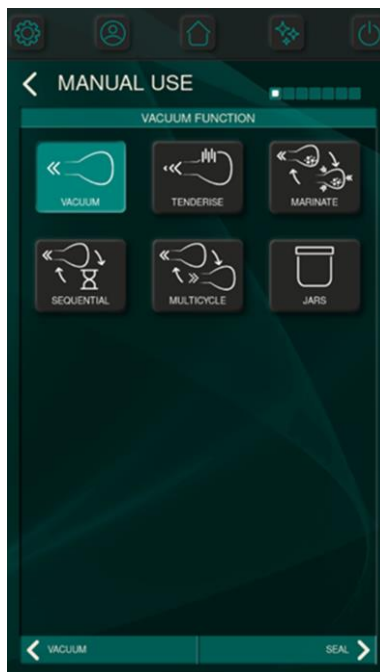 MANUAL USE
VACUUM FUNCTION
VACUUM
TENDERISE
MARINATE
SEQUENTIAL
MULTICYCLE
JARS
VACUUM
SEAL